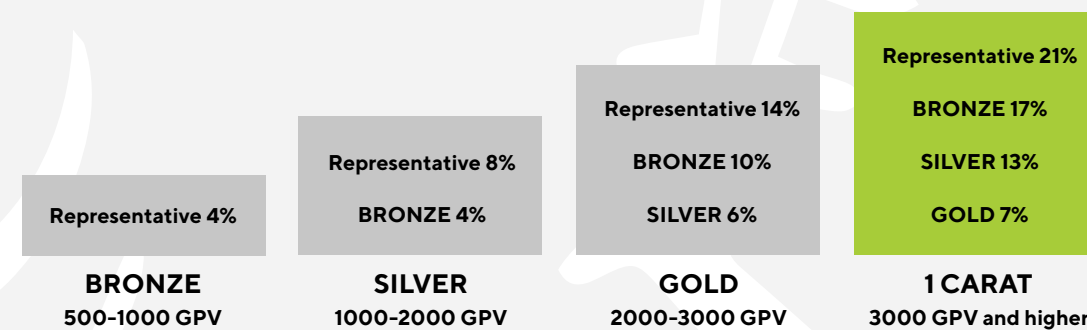 Representative 4%
BRONZE
500-1000 GPV
Representative 8%
BRONZE 4%
SILVER
1000-2000 GPV
Representative 14%
BRONZE 10%
SILVER 6%
GOLD
2000-3000 GPV
Representative 21%
BRONZE 17%
SILVER 13%
GOLD 7%
1 CARAT
3000 GPV and higher